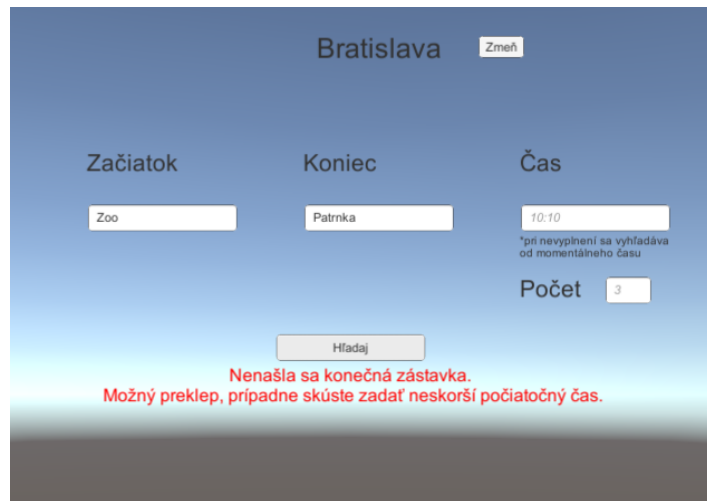 Bratislava Zmeň
Začiatok Koniec Čas
Zoo Patrnka 10:10
*pri nevyplnení sa vyhľadáva
od momentálneho času
Počet 3
Hľadaj
Nenašla sa konečná zástavka.
Možný preklep, prípadne skúste zadať neskorší počiatočný čas.